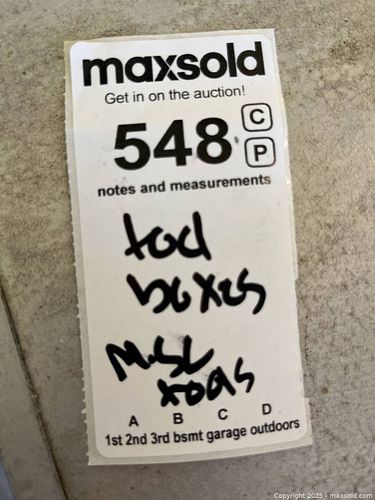 maxsold
Get in on the auction!
548 C
P
notes and measurements
tool
boxes
misc
tools
A B C D
1st 2nd 3rd bsmt garage outdoors
Copyright 2025 - maxsold.com